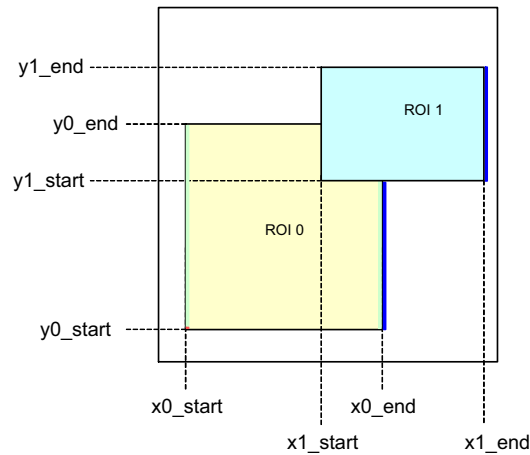 y1_end
ROI 1
y0_end
y1_start
ROI 0
y0_start
x0_start
x0_end
x1_start
x1_end